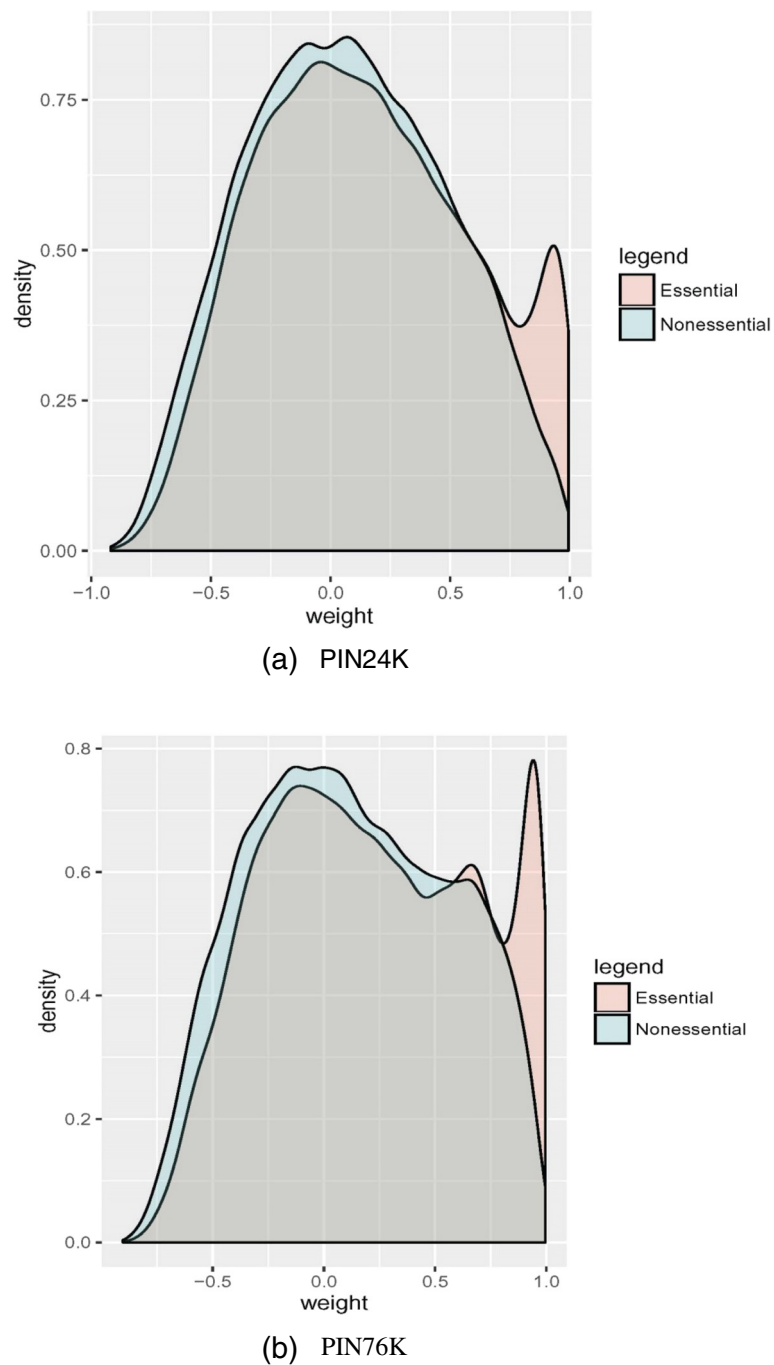 0.75
0.50
0.25
0.00
density
−1.0 −0.5 0.0 0.5 1.0
weight
legend
Essential
Nonessential
(a) PIN24K
0.8
0.6
0.4
0.2
0.0
density
−0.5 0.0 0.5 1.0
weight
legend
Essential
Nonessential
(b) PIN76K